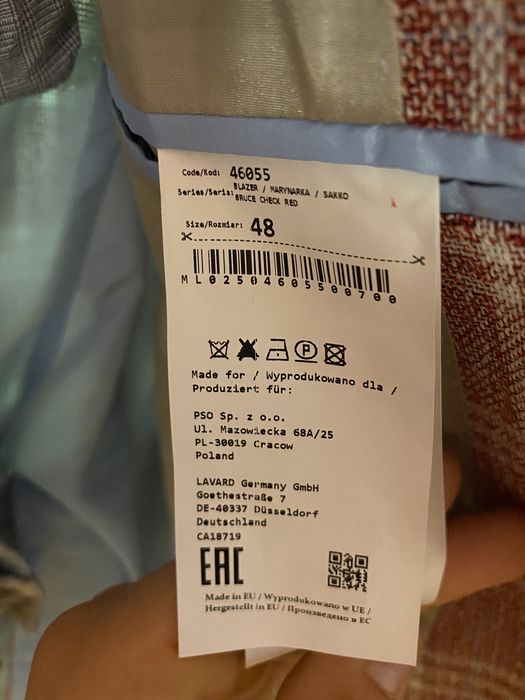 Code/Kod: 46055
Series/Seria: BLAZER / MARYNARKA / SAKKO
BRUCE CHECK RED
Size/Rozmiar: 48
ML02504605500700
P
Made for / Wyprodukowano dla /
Produziert für:
PSO Sp. z o.o.
Ul. Mazowiecka 68A/25
PL-30019 Cracow
Poland
LAVARD Germany GmbH
Goethestraße 7
DE-40337 Düsseldorf
Deutschland
CA18719
EAC
Made in EU / Wyprodukowano w UE /
Hergestellt in EU / Произведено в ЕС